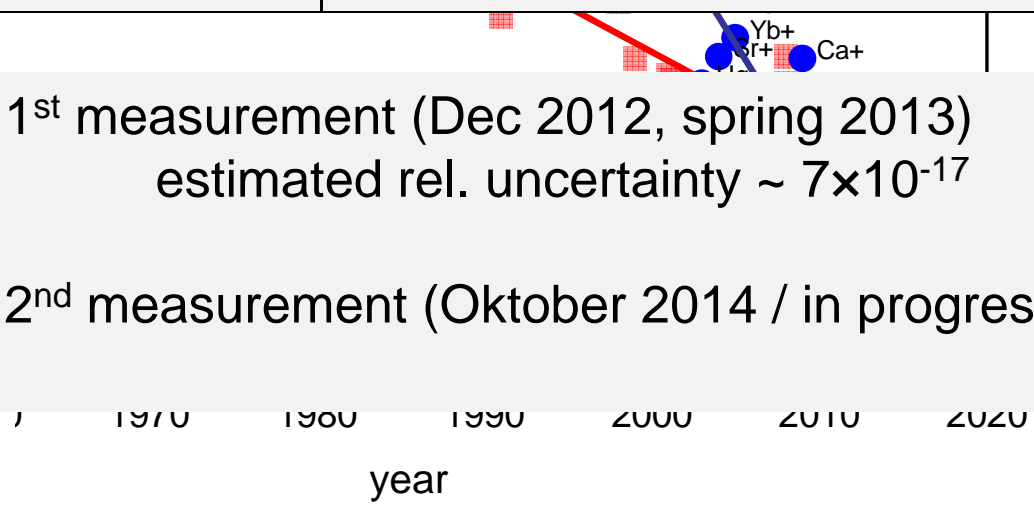 Yb+
Sr+
Ca+
1st measurement (Dec 2012, spring 2013)
estimated rel. uncertainty ~ 7×10-17
2nd measurement (Oktober 2014 / in progres
1970 1980 1990 2000 2010 2020
year